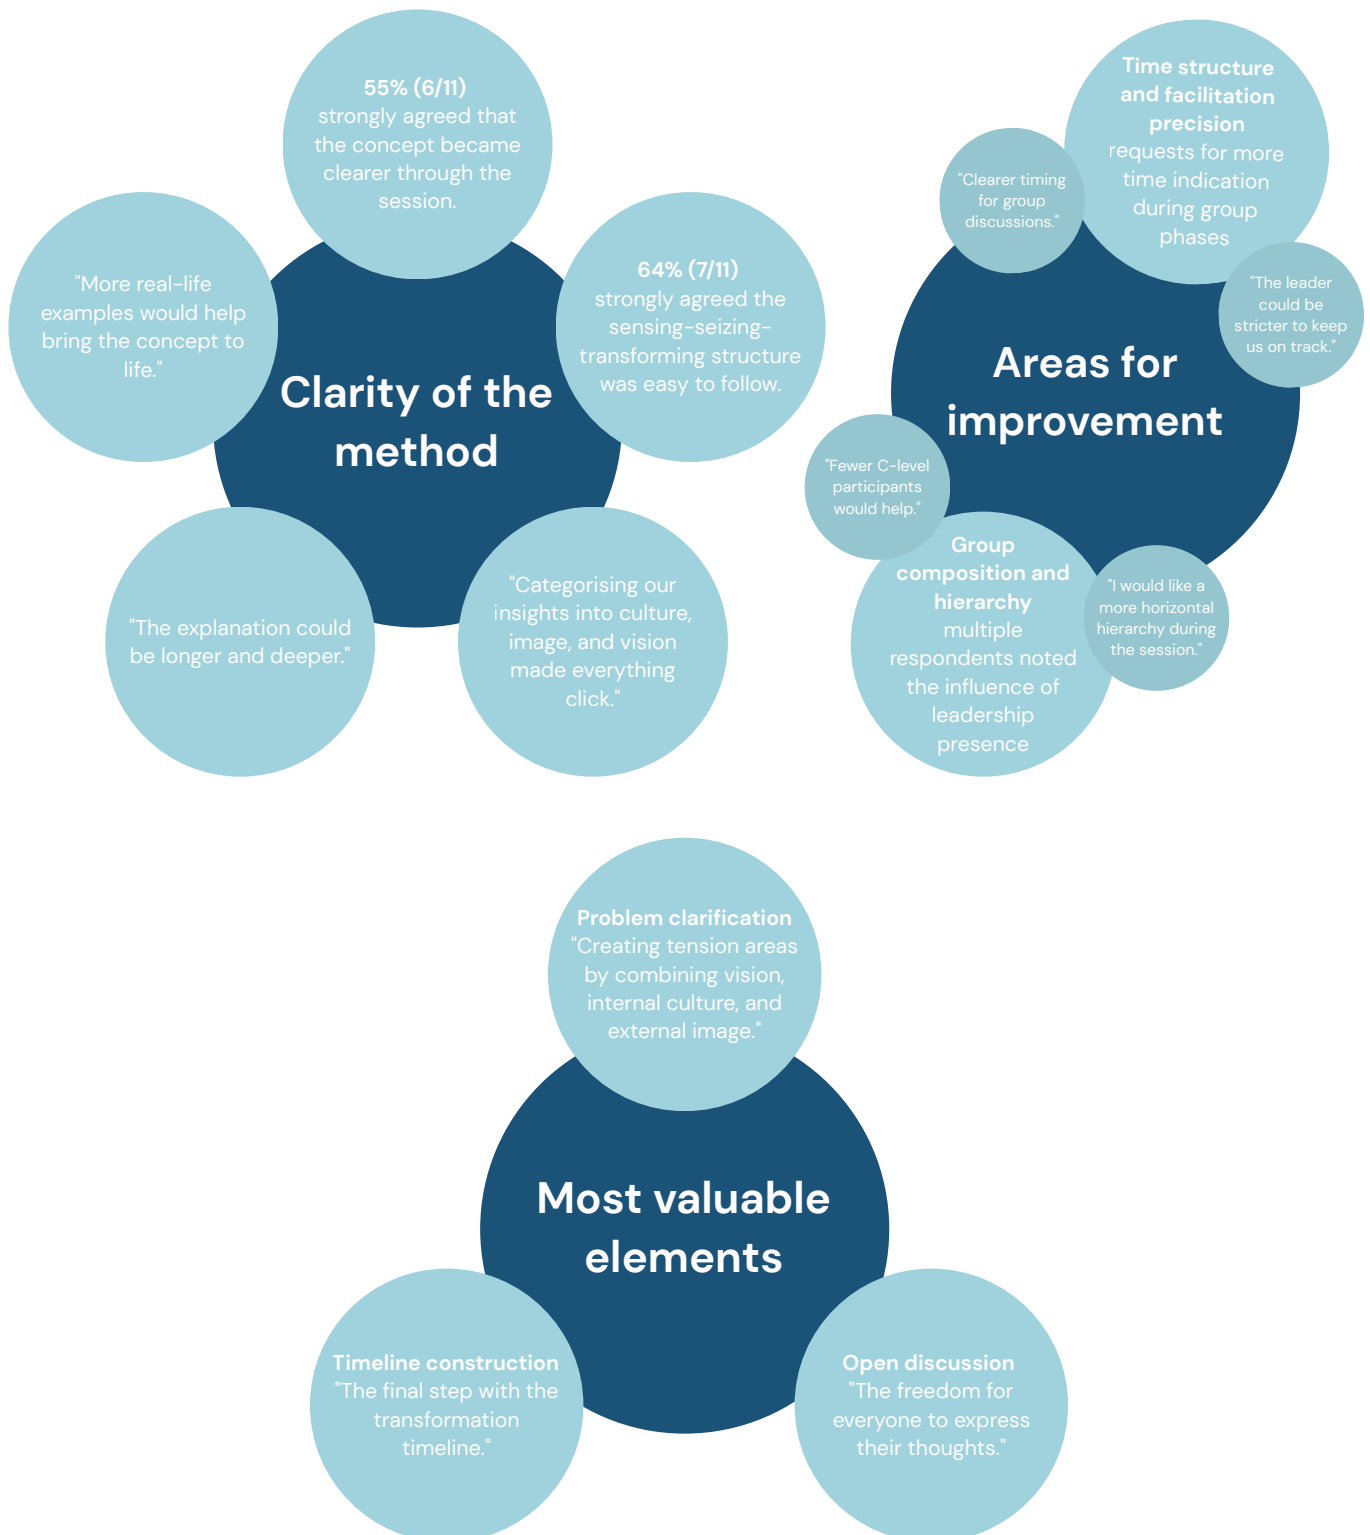 55% (6/11)
strongly agreed that
the concept became
clearer through the
session.
"More real-life
examples would help
bring the concept to
life."
64% (7/11)
strongly agreed the
sensing-seizing-
transforming structure
was easy to follow.
Clarity of the
method
"The explanation could
be longer and deeper."
"Categorising our
insights into culture,
image, and vision
made everything
click."
Time structure
and facilitation
precision
requests for more
time indication
during group
phases
"Clearer timing
for group
discussions."
"The leader
could be
stricter to keep
us on track."
Areas for
improvement
"Fewer C-level
participants
would help."
Group
composition and
hierarchy
multiple
respondents noted
the influence of
leadership
presence
"I would like a
more horizontal
hierarchy during
the session."
Problem clarification
"Creating tension areas
by combining vision,
internal culture, and
external image."
Most valuable
elements
Timeline construction
"The final step with the
transformation
timeline."
Open discussion
"The freedom for
everyone to express
their thoughts."